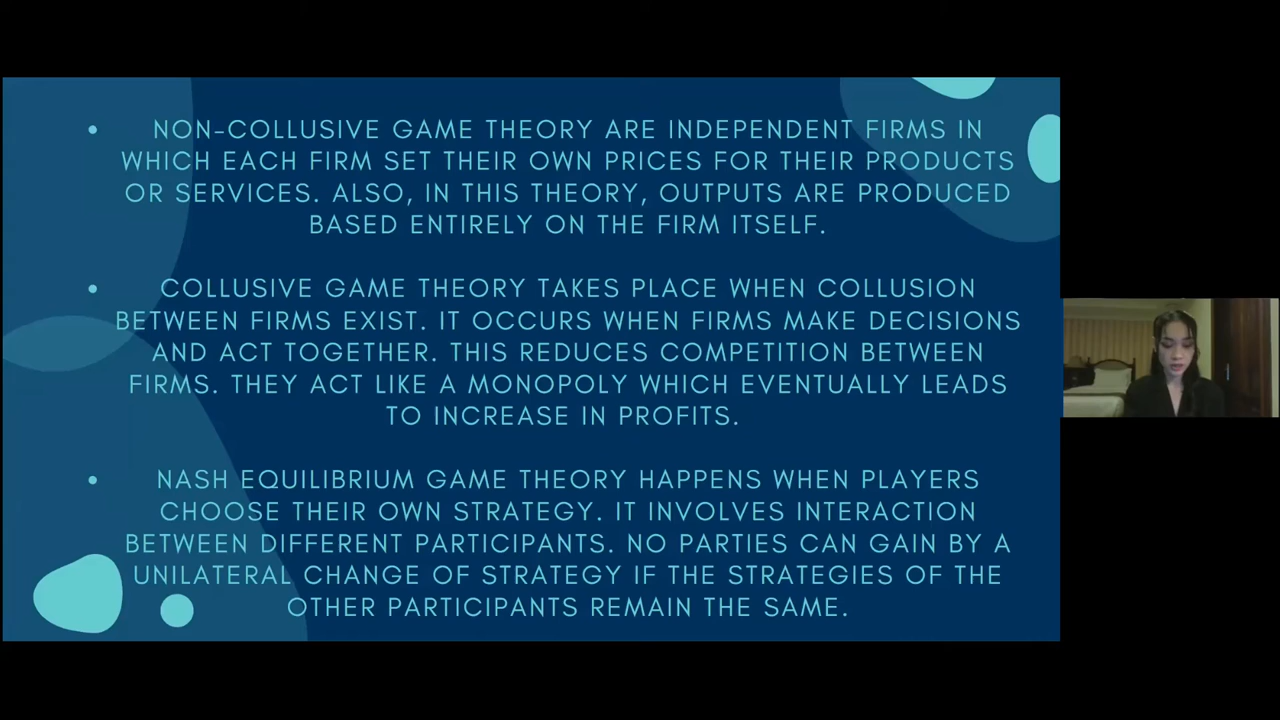 • NON-COLLUSIVE GAME THEORY ARE INDEPENDENT FIRMS IN
WHICH EACH FIRM SET THEIR OWN PRICES FOR THEIR PRODUCTS
OR SERVICES. ALSO, IN THIS THEORY, OUTPUTS ARE PRODUCED
BASED ENTIRELY ON THE FIRM ITSELF.
• COLLUSIVE GAME THEORY TAKES PLACE WHEN COLLUSION
BETWEEN FIRMS EXIST. IT OCCURS WHEN FIRMS MAKE DECISIONS
AND ACT TOGETHER. THIS REDUCES COMPETITION BETWEEN
FIRMS. THEY ACT LIKE A MONOPOLY WHICH EVENTUALLY LEADS
TO INCREASE IN PROFITS.
• NASH EQUILIBRIUM GAME THEORY HAPPENS WHEN PLAYERS
CHOOSE THEIR OWN STRATEGY. IT INVOLVES INTERACTION
BETWEEN DIFFERENT PARTICIPANTS. NO PARTIES CAN GAIN BY A
UNILATERAL CHANGE OF STRATEGY IF THE STRATEGIES OF THE
OTHER PARTICIPANTS REMAIN THE SAME.